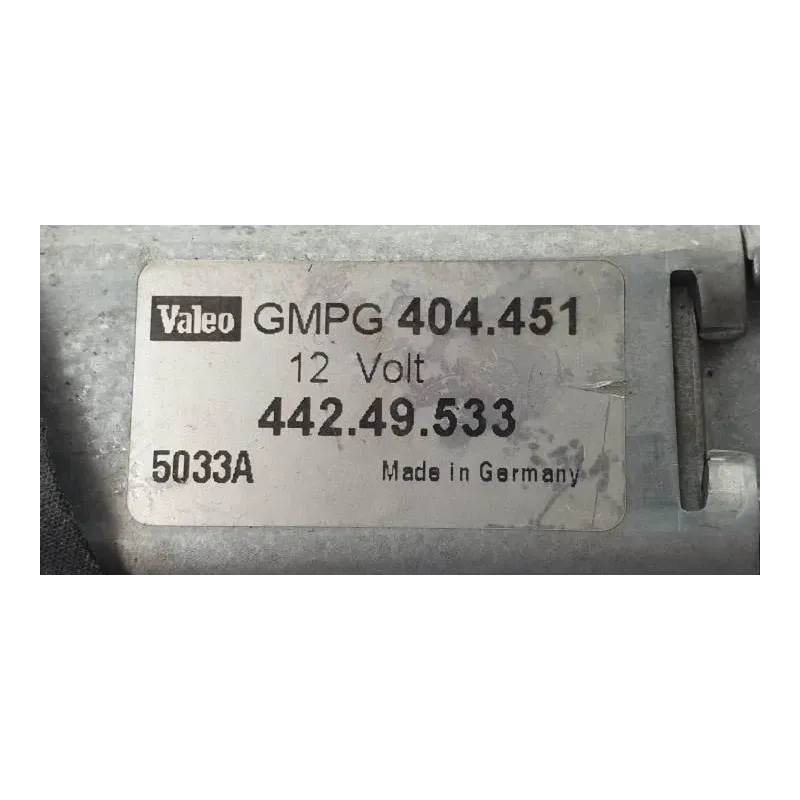 Valeo GMPG 404.451
12 Volt
442.49.533
5033A Made in Germany